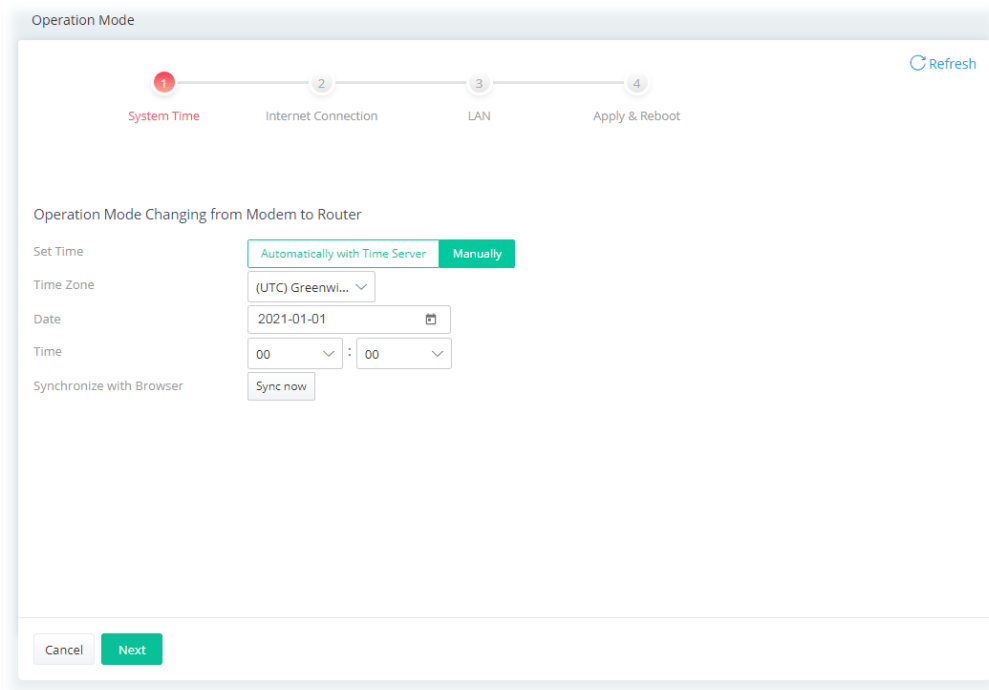 Operation Mode
Refresh
1 2 3 4
System Time Internet Connection LAN Apply & Reboot
Operation Mode Changing from Modem to Router
Set Time Automatically with Time Server Manually
Time Zone (UTC) Greenwi...
Date 2021-01-01
Time 00 : 00
Synchronize with Browser Sync now
Cancel Next